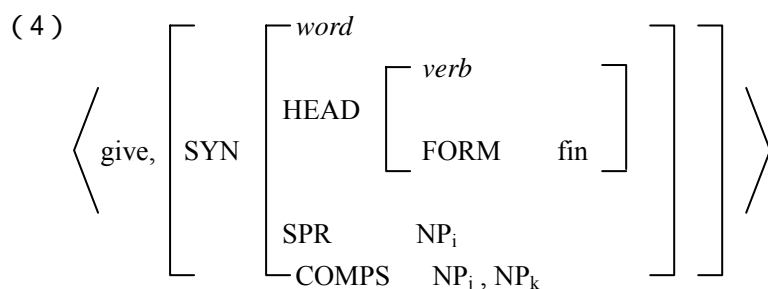 (4)
word
verb
HEAD
give, SYN FORM fin
SPR NPi
COMPS NPj , NPk